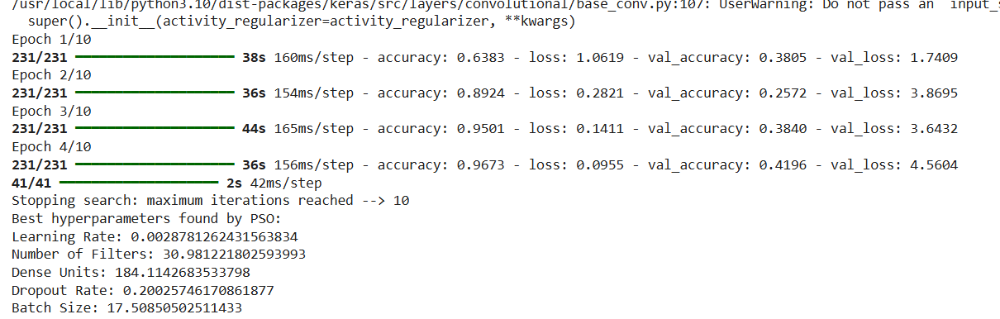 /usr/local/lib/python3.10/dist-packages/keras/src/layers/convolutional/base_conv.py:107: UserWarning: Do not pass an `input_s
super().__init__(activity_regularizer=activity_regularizer, **kwargs)
Epoch 1/10
231/231 ━━━━━━━━━━━━━━━━━━━━ 38s 160ms/step - accuracy: 0.6383 - loss: 1.0619 - val_accuracy: 0.3805 - val_loss: 1.7409
Epoch 2/10
231/231 ━━━━━━━━━━━━━━━━━━━━ 36s 154ms/step - accuracy: 0.8924 - loss: 0.2821 - val_accuracy: 0.2572 - val_loss: 3.8695
Epoch 3/10
231/231 ━━━━━━━━━━━━━━━━━━━━ 44s 165ms/step - accuracy: 0.9501 - loss: 0.1411 - val_accuracy: 0.3840 - val_loss: 3.6432
Epoch 4/10
231/231 ━━━━━━━━━━━━━━━━━━━━ 36s 156ms/step - accuracy: 0.9673 - loss: 0.0955 - val_accuracy: 0.4196 - val_loss: 4.5604
41/41 ━━━━━━━━━━━━━━━━━━━━ 2s 42ms/step
Stopping search: maximum iterations reached --> 10
Best hyperparameters found by PSO:
Learning Rate: 0.0028781262431563834
Number of Filters: 30.981221802593993
Dense Units: 184.1142683533798
Dropout Rate: 0.20025746170861877
Batch Size: 17.50850502511433